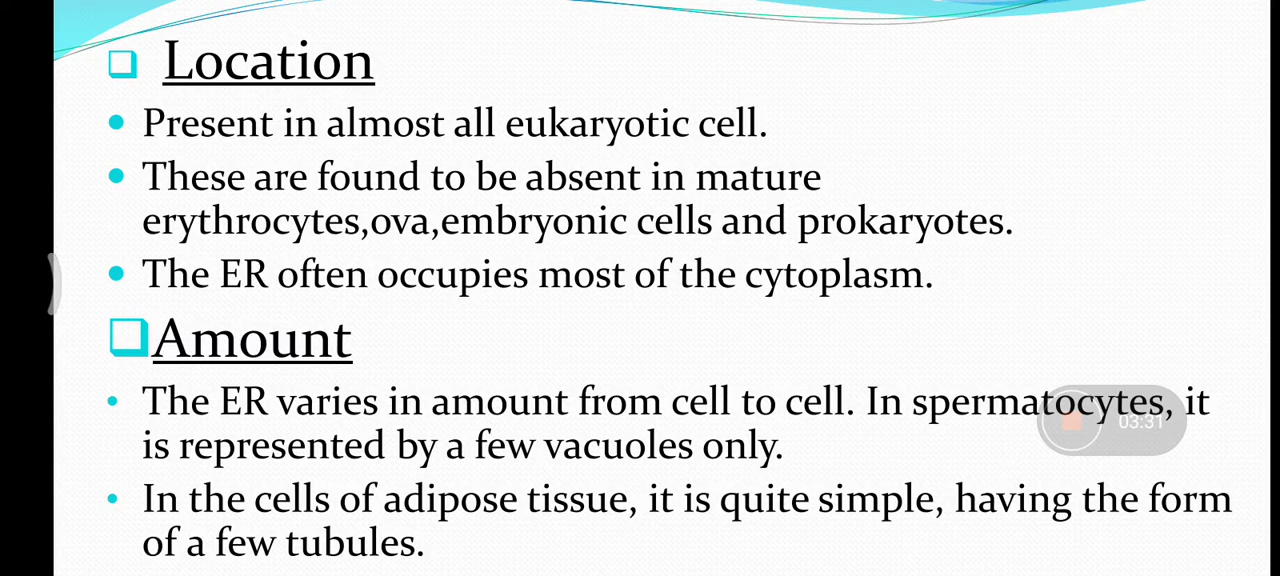 Location
Present in almost all eukaryotic cell.
These are found to be absent in mature
erythrocytes,ova,embryonic cells and prokaryotes.
The ER often occupies most of the cytoplasm.
Amount
The ER varies in amount from cell to cell. In spermatocytes, it
03:31
is represented by a few vacuoles only.
In the cells of adipose tissue, it is quite simple, having the form
of a few tubules.